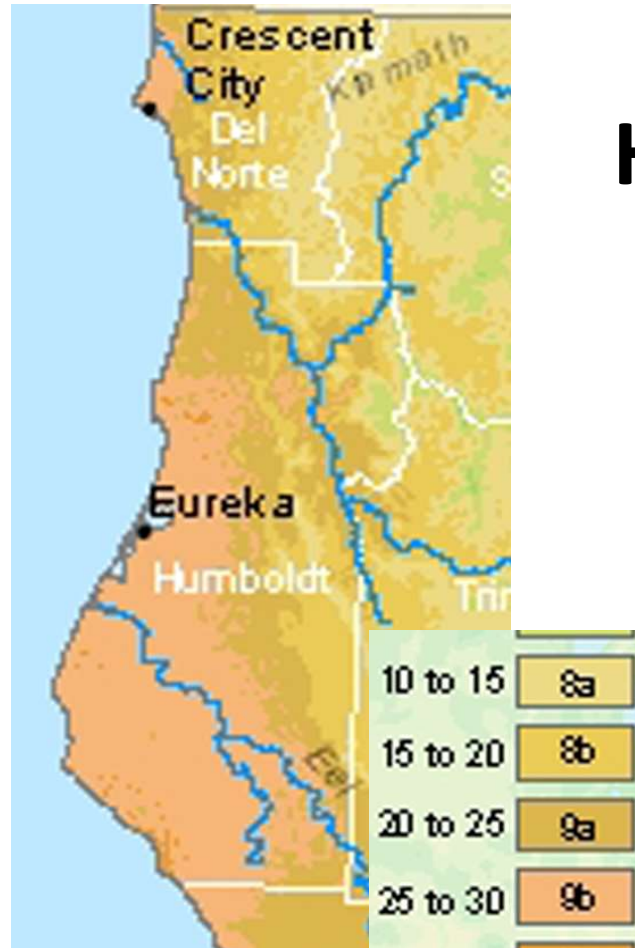 Crescent
City
Klamath
Del
Norte
Eureka
Humboldt
Eel
10 to 15 8a
15 to 20 8b
20 to 25 9a
25 to 30 9b